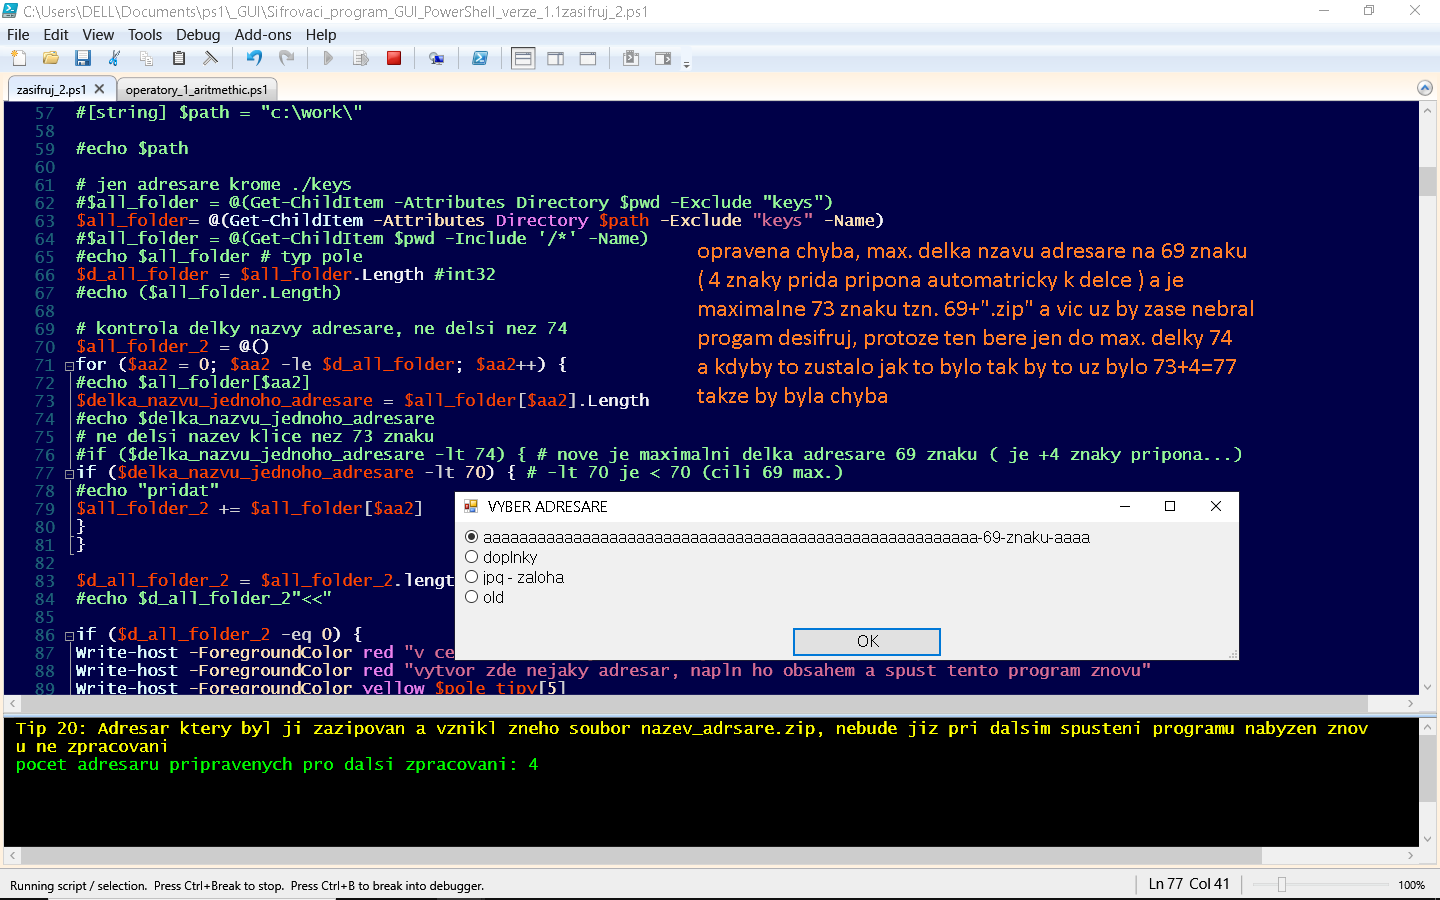 C:\Users\DELL\Documents\ps1\_GUI\Sifrovaci_program_GUI_PowerShell_verze_1.1zasifruj_2.ps1
File Edit View Tools Debug Add-ons Help
zasifruj_2.ps1 operatory_1_aritmethic.ps1
57 #[string] $path = "c:\work\"
58
59 #echo $path
60
61 # jen adresare krome ./keys
62 #$all_folder = @(Get-ChildItem -Attributes Directory $pwd -Exclude "keys")
63 $all_folder= @(Get-ChildItem -Attributes Directory $path -Exclude "keys" -Name)
64 #$all_folder = @(Get-ChildItem $pwd -Include '/*' -Name)
65 #echo $all_folder # typ pole
66 $d_all_folder = $all_folder.Length #int32
67 #echo ($all_folder.Length)
68
69 # kontrola delky nazvy adresare, ne delsi nez 74
70 $all_folder_2 = @()
71 for ($aa2 = 0; $aa2 -le $d_all_folder; $aa2++) {
72 #echo $all_folder[$aa2]
73 $delka_nazvu_jednoho_adresare = $all_folder[$aa2].Length
74 #echo $delka_nazvu_jednoho_adresare
75 # ne delsi nazev klice nez 73 znaku
76 #if ($delka_nazvu_jednoho_adresare -lt 74) { # nove je maximalni delka adresare 69 znaku ( je +4 znaky pripona...)
77 if ($delka_nazvu_jednoho_adresare -lt 70) { # -lt 70 je < 70 (cili 69 max.)
78 #echo "pridat"
79 $all_folder_2 += $all_folder[$aa2]
80 }
81 }
82
83 $d_all_folder_2 = $all_folder_2.lengt
84 #echo $d_all_folder_2"<<"
85
86 if ($d_all_folder_2 -eq 0) {
87 Write-host -ForegroundColor red "v ce
88 Write-host -ForegroundColor red "vytvor zde nejaky adresar, napln ho obsahem a spust tento program znovu"
89 Write-host -ForegroundColor yellow $pole_tipy[5]
opravena chyba, max. delka nzavu adresare na 69 znaku
( 4 znaky prida pripona automatricky k delce ) a je
maximalne 73 znaku tzn. 69+".zip" a vic uz by zase nebral
progam desifruj, protoze ten bere jen do max. delky 74
a kdyby to zustalo jak to bylo tak by to uz bylo 73+4=77
takze by byla chyba
VYBER ADRESARE
aaaaaaaaaaaaaaaaaaaaaaaaaaaaaaaaaaaaaaaaaaaaaaaaaaaaaaaa-69-znaku-aaaa
doplnky
jpq - zaloha
old
OK
Tip 20: Adresar ktery byl ji zazipovan a vznikl zneho soubor nazev_adrsare.zip, nebude jiz pri dalsim spusteni programu nabyzen znov
u ne zpracovani
pocet adresaru pripravenych pro dalsi zpracovani: 4
Running script / selection. Press Ctrl+Break to stop. Press Ctrl+B to break into debugger.
Ln 77 Col 41
100%